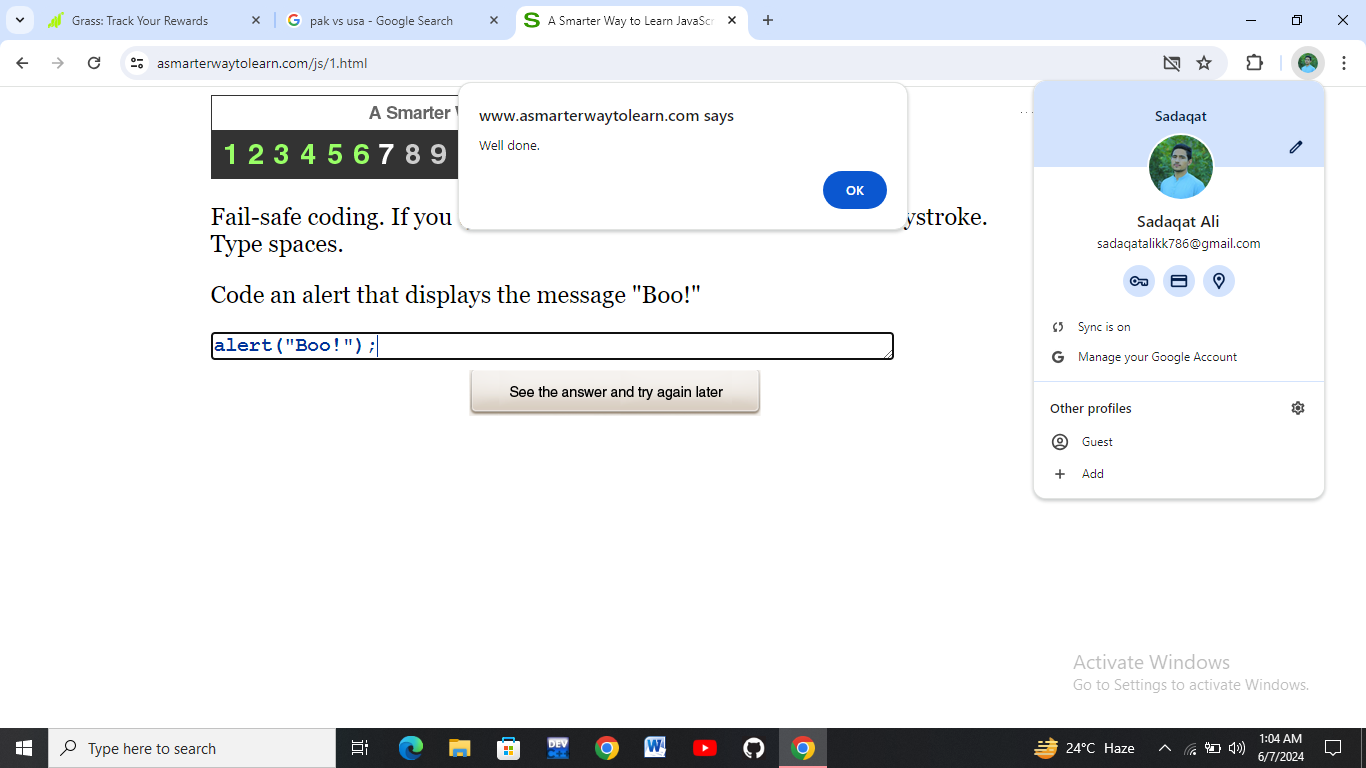 Grass: Track Your Rewards
pak vs usa - Google Search
A Smarter Way to Learn JavaScr
asmarterwaytolearn.com/js/1.html
A Smarter
1 2 3 4 5 6 7 8 9
www.asmarterwaytolearn.com says
Well done.
OK
Fail-safe coding. If you ystroke.
Type spaces.
Code an alert that displays the message "Boo!"
alert("Boo!");
See the answer and try again later
Sadaqat
Sadaqat Ali
sadaqatalikk786@gmail.com
Sync is on
Manage your Google Account
Other profiles
Guest
Add
Activate Windows
Go to Settings to activate Windows.
Type here to search
DEV
24°C Haze
1:04 AM
6/7/2024